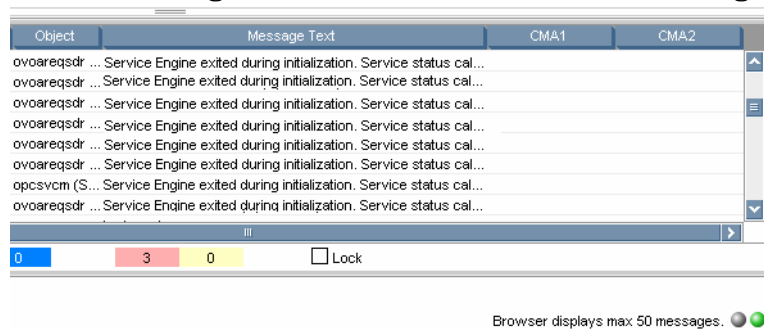 Object Message Text CMA1 CMA2
ovoareqsdr ... Service Engine exited during initialization. Service status cal...
ovoareqsdr ... Service Engine exited during initialization. Service status cal...
ovoareqsdr ... Service Engine exited during initialization. Service status cal...
ovoareqsdr ... Service Engine exited during initialization. Service status cal...
ovoareqsdr ... Service Engine exited during initialization. Service status cal...
ovoareqsdr ... Service Engine exited during initialization. Service status cal...
opcsvcm (S... Service Engine exited during initialization. Service status cal...
ovoareqsdr ... Service Engine exited during initialization. Service status cal...
0 3 0 Lock
Browser displays max 50 messages.